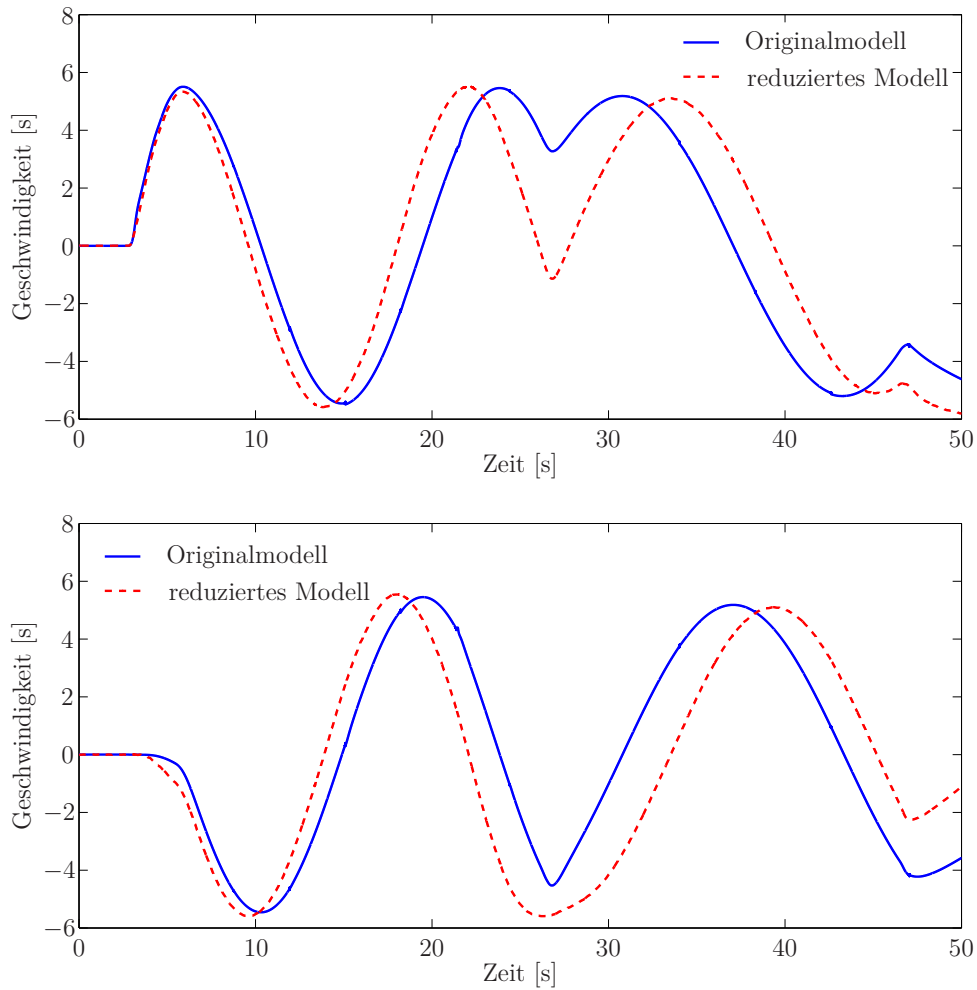 8
6
4
2
0
−2
−4
−6
Geschwindigkeit [s]
Originalmodell
reduziertes Modell
0 10 20 30 40 50
Zeit [s]
8
6
4
2
0
−2
−4
−6
Geschwindigkeit [s]
Originalmodell
reduziertes Modell
0 10 20 30 40 50
Zeit [s]